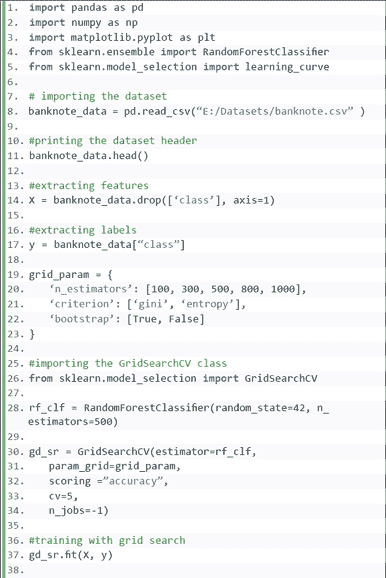 1. import pandas as pd
2. import numpy as np
3. import matplotlib.pyplot as plt
4. from sklearn.ensemble import RandomForestClassifier
5. from sklearn.model_selection import learning_curve
6.
7. # importing the dataset
8. banknote_data = pd.read_csv(“E:/Datasets/banknote.csv” )
9.
10. #printing the dataset header
11. banknote_data.head()
12.
13. #extracting features
14. X = banknote_data.drop([‘class’], axis=1)
15.
16. #extracting labels
17. y = banknote_data[“class”]
18.
19. grid_param = {
20. ‘n_estimators’: [100, 300, 500, 800, 1000],
21. ‘criterion’: [‘gini’, ‘entropy’],
22. ‘bootstrap’: [True, False]
23. }
24.
25. #importing the GridSearchCV class
26. from sklearn.model_selection import GridSearchCV
27.
28. rf_clf = RandomForestClassifier(random_state=42, n_
estimators=500)
29.
30. gd_sr = GridSearchCV(estimator=rf_clf,
31. param_grid=grid_param,
32. scoring =”accuracy”,
33. cv=5,
34. n_jobs=-1)
35.
36. #training with grid search
37. gd_sr.fit(X, y)
38.